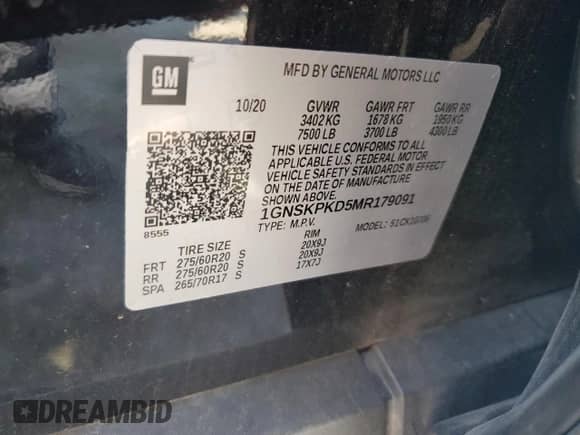 GM
MFD BY GENERAL MOTORS LLC
10/20 GVWR GAWR FRT GAWR RR
3402 KG 1678 KG 1950 KG
7500 LB 3700 LB 4300 LB
THIS VEHICLE CONFORMS TO ALL
APPLICABLE U.S. FEDERAL MOTOR
VEHICLE SAFETY STANDARDS IN EFFECT
ON THE DATE OF MANUFACTURE
SHOWN ABOVE.
1GNSKPKD5MR179091
TYPE: M.P.V. MODEL:
8555
TIRE SIZE RIM
FRT 275/60R20 S 20X9J
RR 275/60R20 S 20X9J
SPA 265/70R17 S 17X7J
DREAMBID